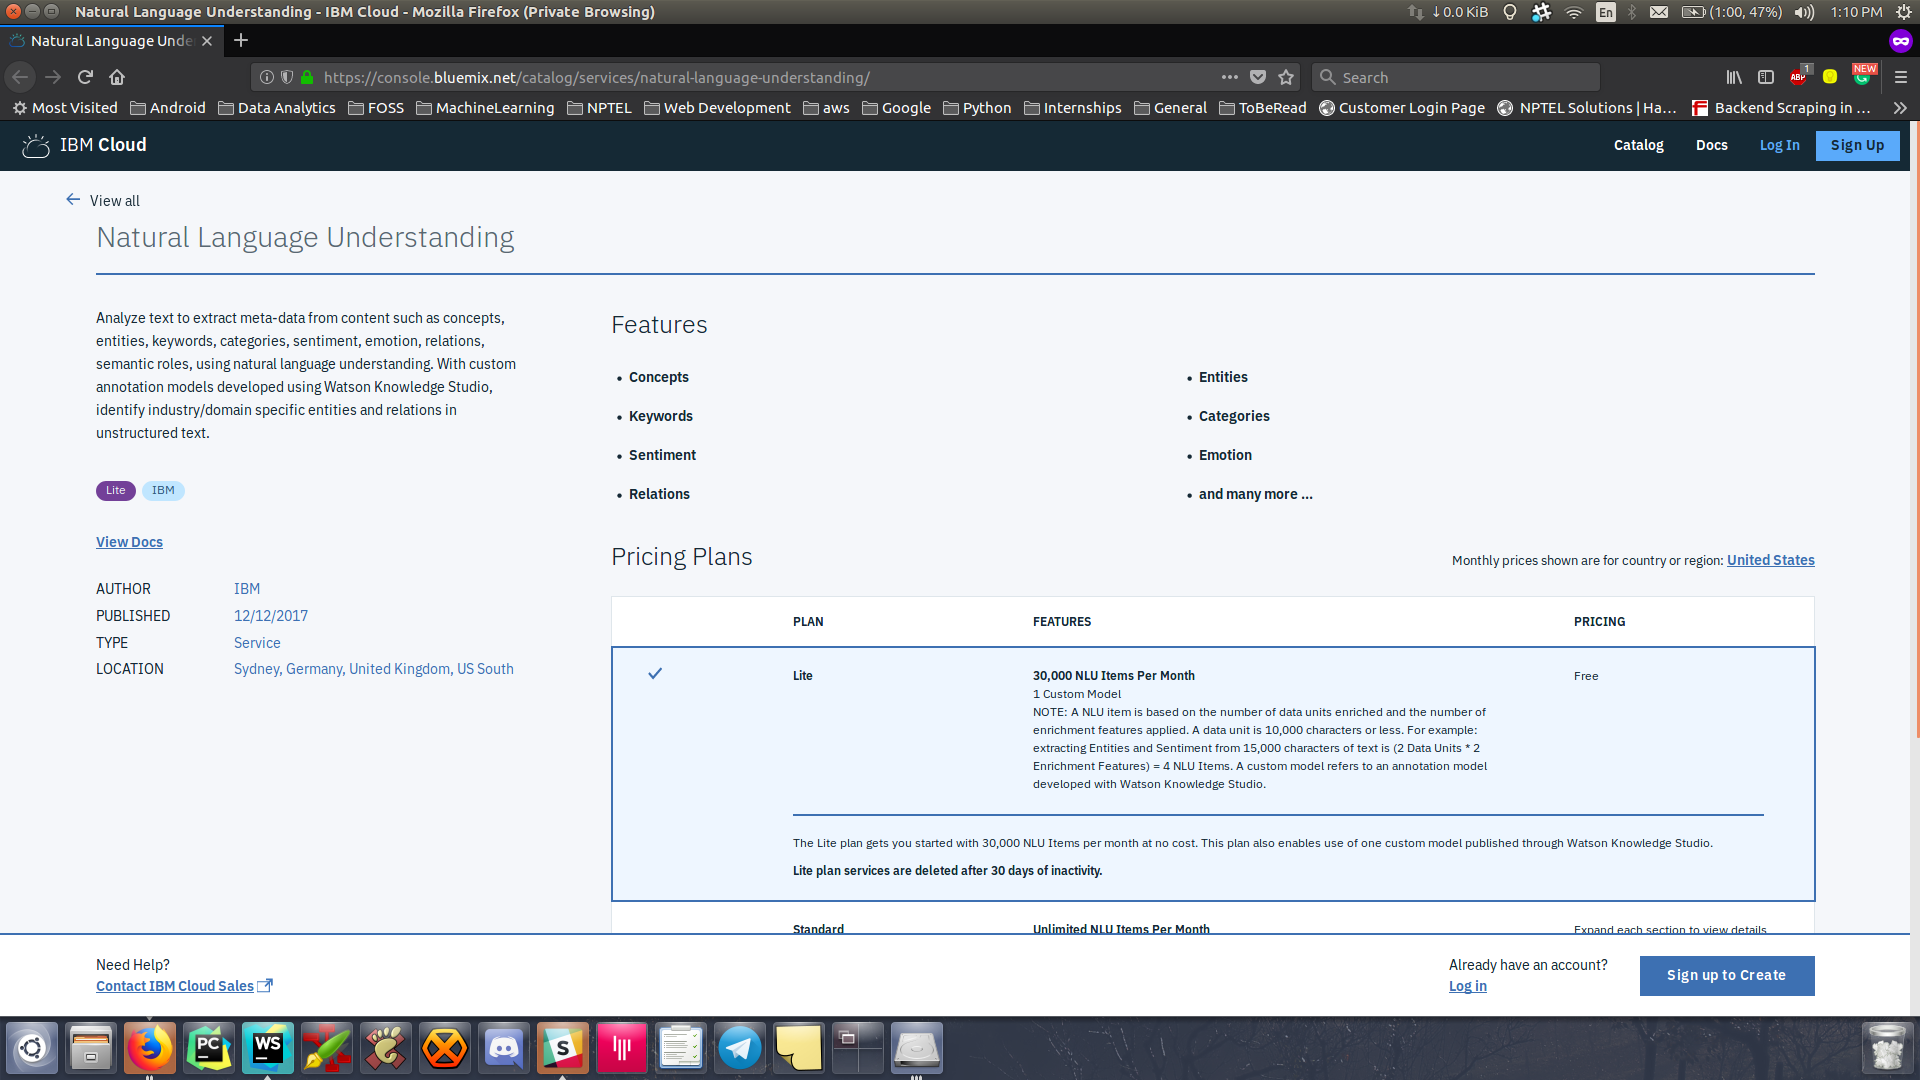 Natural Language Understanding - IBM Cloud - Mozilla Firefox (Private Browsing)
↓0.0 KiB
En
(1:00, 47%)
1:10 PM
Natural Language Unde
https://console.bluemix.net/catalog/services/natural-language-understanding/
Search
ABP
1
NEW
Most Visited
Android
Data Analytics
FOSS
MachineLearning
NPTEL
Web Development
aws
Google
Python
Internships
General
ToBeRead
Customer Login Page
NPTEL Solutions | Ha...
Backend Scraping in ...
IBM Cloud
Catalog
Docs
Log In
Sign Up
View all
Natural Language Understanding
Analyze text to extract meta-data from content such as concepts,
entities, keywords, categories, sentiment, emotion, relations,
semantic roles, using natural language understanding. With custom
annotation models developed using Watson Knowledge Studio,
identify industry/domain specific entities and relations in
unstructured text.
Lite
IBM
View Docs
AUTHOR IBM
PUBLISHED 12/12/2017
TYPE Service
LOCATION Sydney, Germany, United Kingdom, US South
Features
• Concepts
• Entities
• Keywords
• Categories
• Sentiment
• Emotion
• Relations
• and many more ...
Pricing Plans
Monthly prices shown are for country or region: United States
PLAN FEATURES PRICING
Lite
30,000 NLU Items Per Month
Free
1 Custom Model
NOTE: A NLU item is based on the number of data units enriched and the number of
enrichment features applied. A data unit is 10,000 characters or less. For example:
extracting Entities and Sentiment from 15,000 characters of text is (2 Data Units * 2
Enrichment Features) = 4 NLU Items. A custom model refers to an annotation model
developed with Watson Knowledge Studio.
The Lite plan gets you started with 30,000 NLU Items per month at no cost. This plan also enables use of one custom model published through Watson Knowledge Studio.
Lite plan services are deleted after 30 days of inactivity.
Standard
Unlimited NLU Items Per Month
Expand each section to view details
Need Help?
Contact IBM Cloud Sales
Already have an account?
Log in
Sign up to Create
PC
WS
S